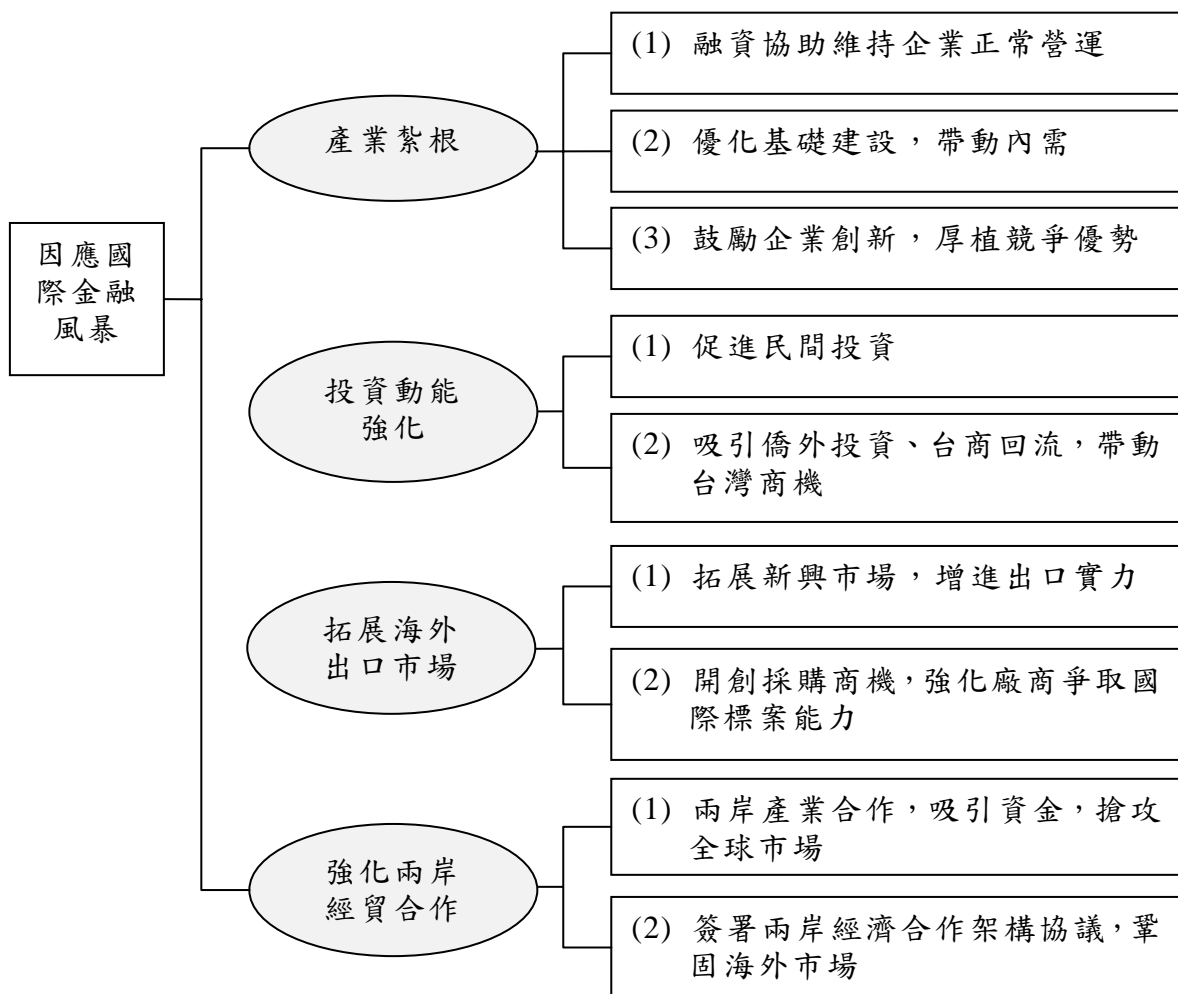 因應國
際金融
風暴
產業紮根
(1) 融資協助維持企業正常營運
(2) 優化基礎建設，帶動內需
(3) 鼓勵企業創新，厚植競爭優勢
投資動能
強化
(1) 促進民間投資
(2) 吸引僑外投資、台商回流，帶動
台灣商機
拓展海外
出口市場
(1) 拓展新興市場，增進出口實力
(2) 開創採購商機，強化廠商爭取國
際標案能力
強化兩岸
經貿合作
(1) 兩岸產業合作，吸引資金，搶攻
全球市場
(2) 簽署兩岸經濟合作架構協議，鞏
固海外市場